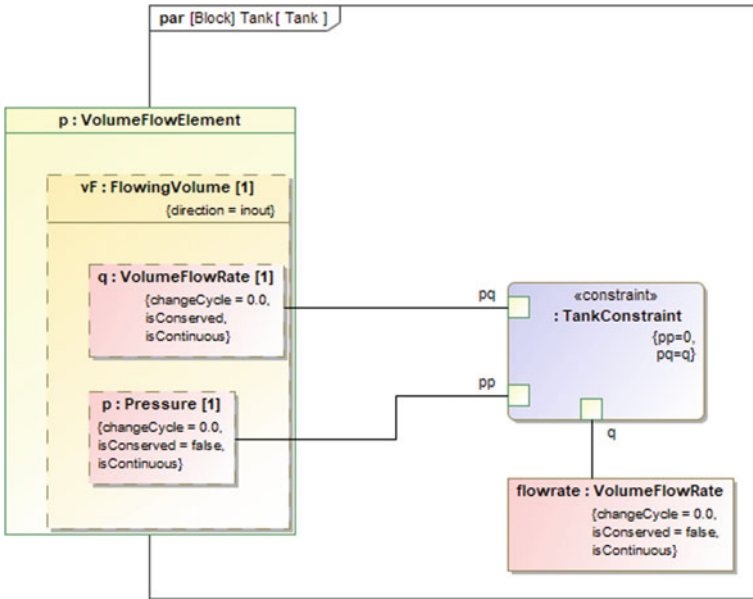 par [Block] Tank[ Tank ]
p : VolumeFlowElement
vF : FlowingVolume [1]
{direction = inout}
q : VolumeFlowRate [1]
{changeCycle = 0.0,
isConserved,
isContinuous}
p : Pressure [1]
{changeCycle = 0.0,
isConserved = false,
isContinuous}
pq
pp
«constraint»
: TankConstraint
{pp=0,
pq=q}
q
flowrate : VolumeFlowRate
{changeCycle = 0.0,
isConserved = false,
isContinuous}